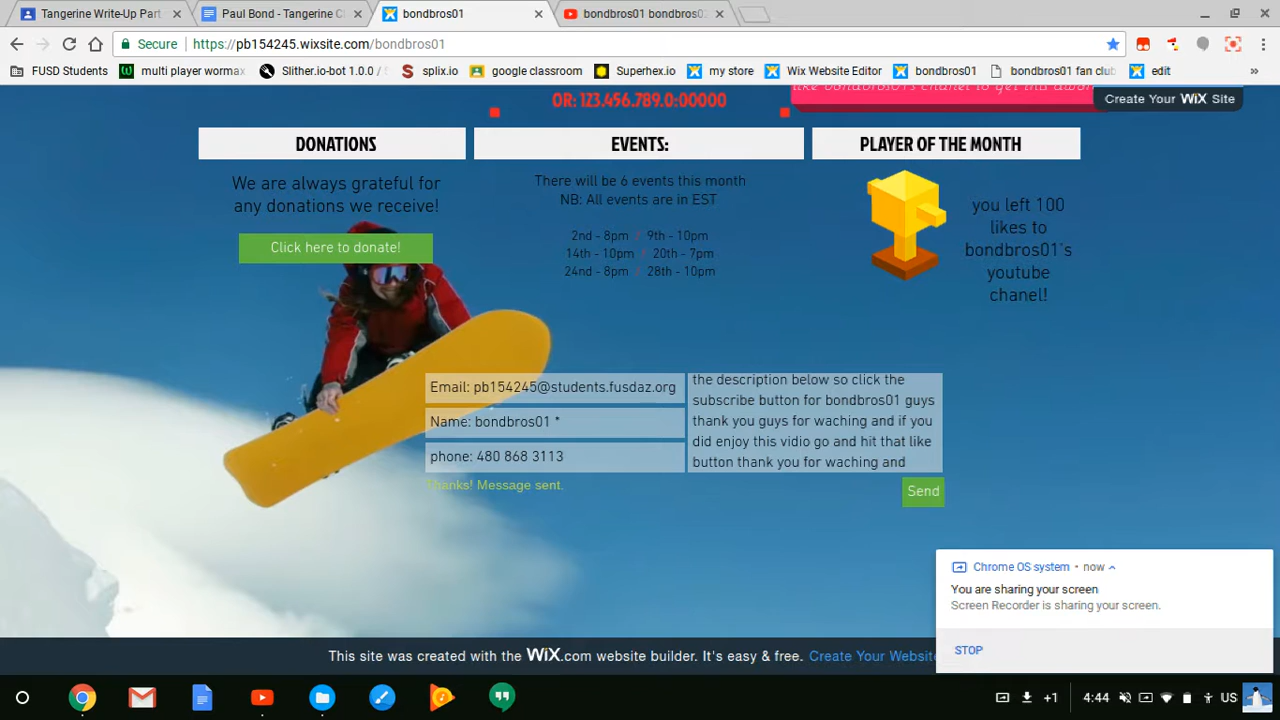 Tangerine Write-Up Part
Paul Bond - Tangerine C
bondbros01
bondbros01 bondbros0
Secure
https://pb154245.wixsite.com/bondbros01
FUSD Students
multi player wormax
Slither.io-bot 1.0.0 /
splix.io
google classroom
Superhex.io
my store
Wix Website Editor
bondbros01
bondbros01 fan club
edit
»
OR: 123.456.789.0:00000
like bondbros01's chanel to get this
Create Your WiX Site
DONATIONS
We are always grateful for
any donations we receive!
Click here to donate!
EVENTS:
There will be 6 events this month
NB: All events are in EST
2nd - 8pm / 9th - 10pm
14th - 10pm / 20th - 7pm
24nd - 8pm / 28th - 10pm
PLAYER OF THE MONTH
you left 100
likes to
bondbros01's
youtube
chanel!
Email: pb154245@students.fusdaz.org
Name: bondbros01 *
phone: 480 868 3113
Thanks! Message sent.
the description below so click the
subscribe button for bondbros01 guys
thank you guys for waching and if you
did enjoy this vidio go and hit that like
button thank you for waching and
Send
Chrome OS system • now
You are sharing your screen
Screen Recorder is sharing your screen.
STOP
This site was created with the WiX.com website builder. It's easy & free. Create Your Website
+1
4:44
US